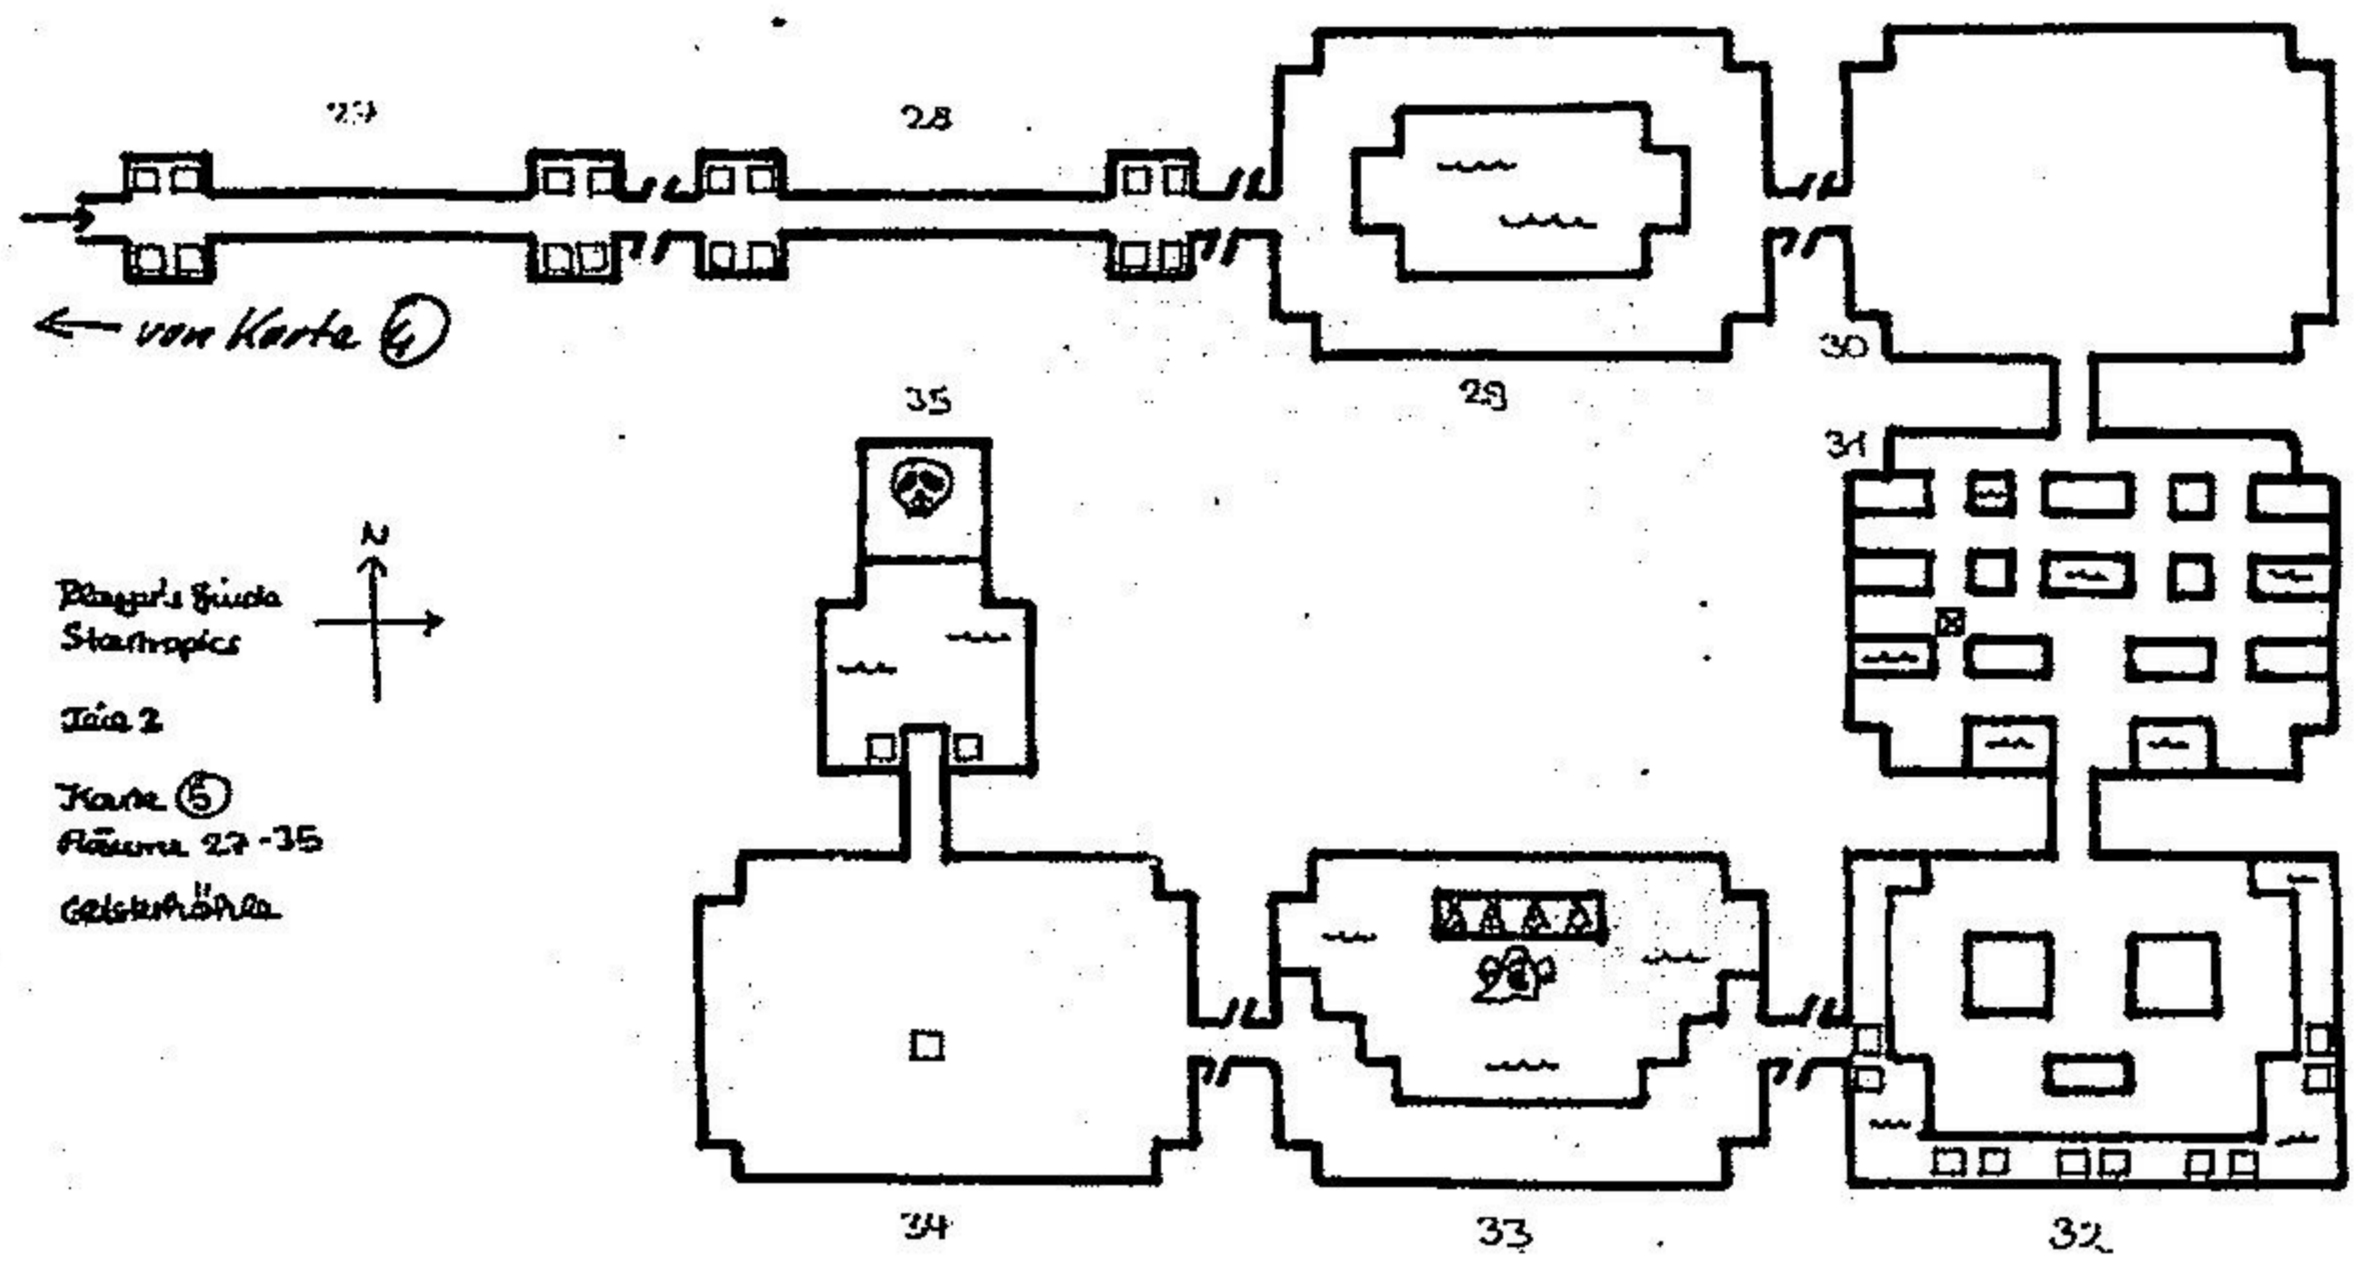 27
28
← von Karte 4
30
29
35
31
N
Player's Guide
Startropics
Teil 2
Karte 5
Räume 27-35
Geisterhöhle
34
33
32